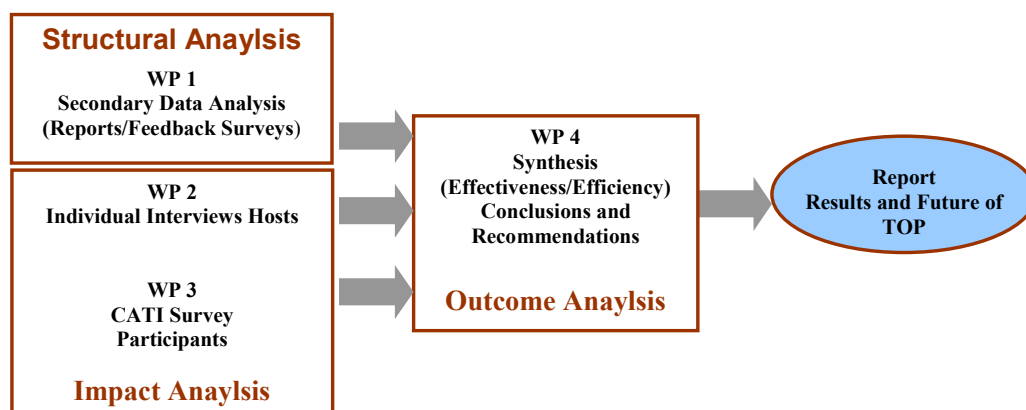 Structural Anaylsis
WP 1
Secondary Data Analysis
(Reports/Feedback Surveys)
WP 2
Individual Interviews Hosts
WP 3
CATI Survey
Participants
Impact Anaylsis
WP 4
Synthesis
(Effectiveness/Efficiency)
Conclusions and
Recommendations
Outcome Anaylsis
Report
Results and Future of
TOP